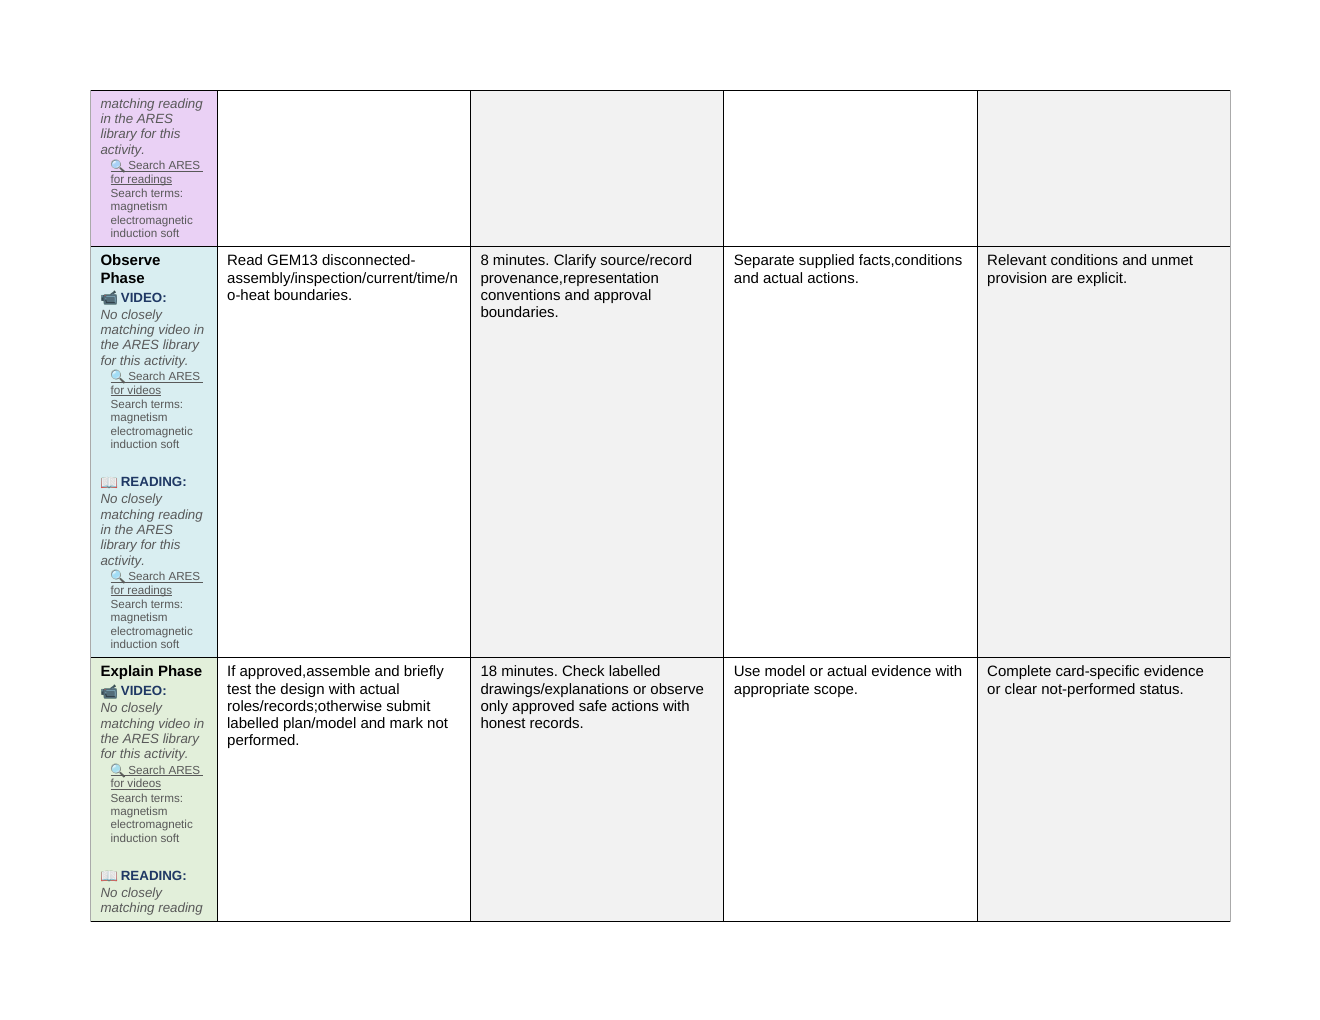 matching reading
in the ARES
library for this
activity.
🔍 Search ARES
for readings
Search terms:
magnetism
electromagnetic
induction soft
Observe
Phase
📹 VIDEO:
No closely
matching video in
the ARES library
for this activity.
🔍 Search ARES
for videos
Search terms:
magnetism
electromagnetic
induction soft
📖 READING:
No closely
matching reading
in the ARES
library for this
activity.
🔍 Search ARES
for readings
Search terms:
magnetism
electromagnetic
induction soft
Read GEM13 disconnected-
assembly/inspection/current/time/n
o-heat boundaries.
8 minutes. Clarify source/record
provenance,representation
conventions and approval
boundaries.
Separate supplied facts,conditions
and actual actions.
Relevant conditions and unmet
provision are explicit.
Explain Phase
📹 VIDEO:
No closely
matching video in
the ARES library
for this activity.
🔍 Search ARES
for videos
Search terms:
magnetism
electromagnetic
induction soft
📖 READING:
No closely
matching reading
If approved,assemble and briefly
test the design with actual
roles/records;otherwise submit
labelled plan/model and mark not
performed.
18 minutes. Check labelled
drawings/explanations or observe
only approved safe actions with
honest records.
Use model or actual evidence with
appropriate scope.
Complete card-specific evidence
or clear not-performed status.